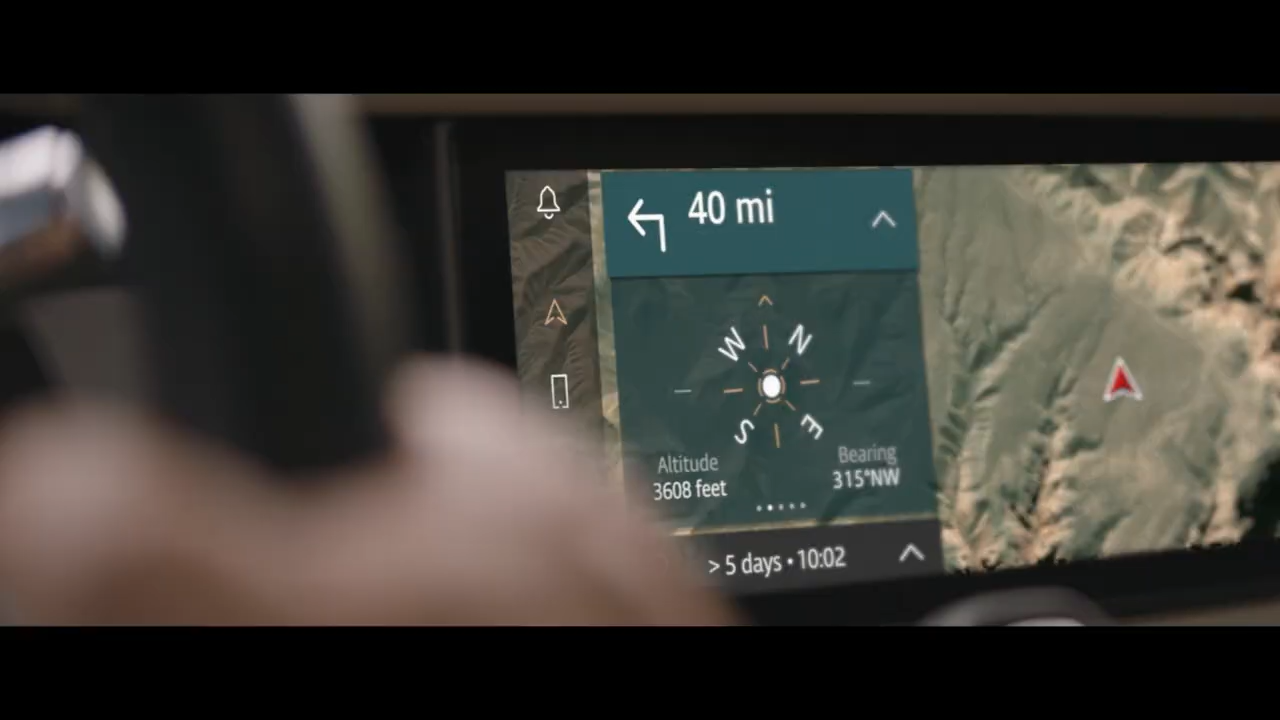 40 mi
W N
S E
Altitude
3608 feet
Bearing
315°NW
> 5 days • 10:02